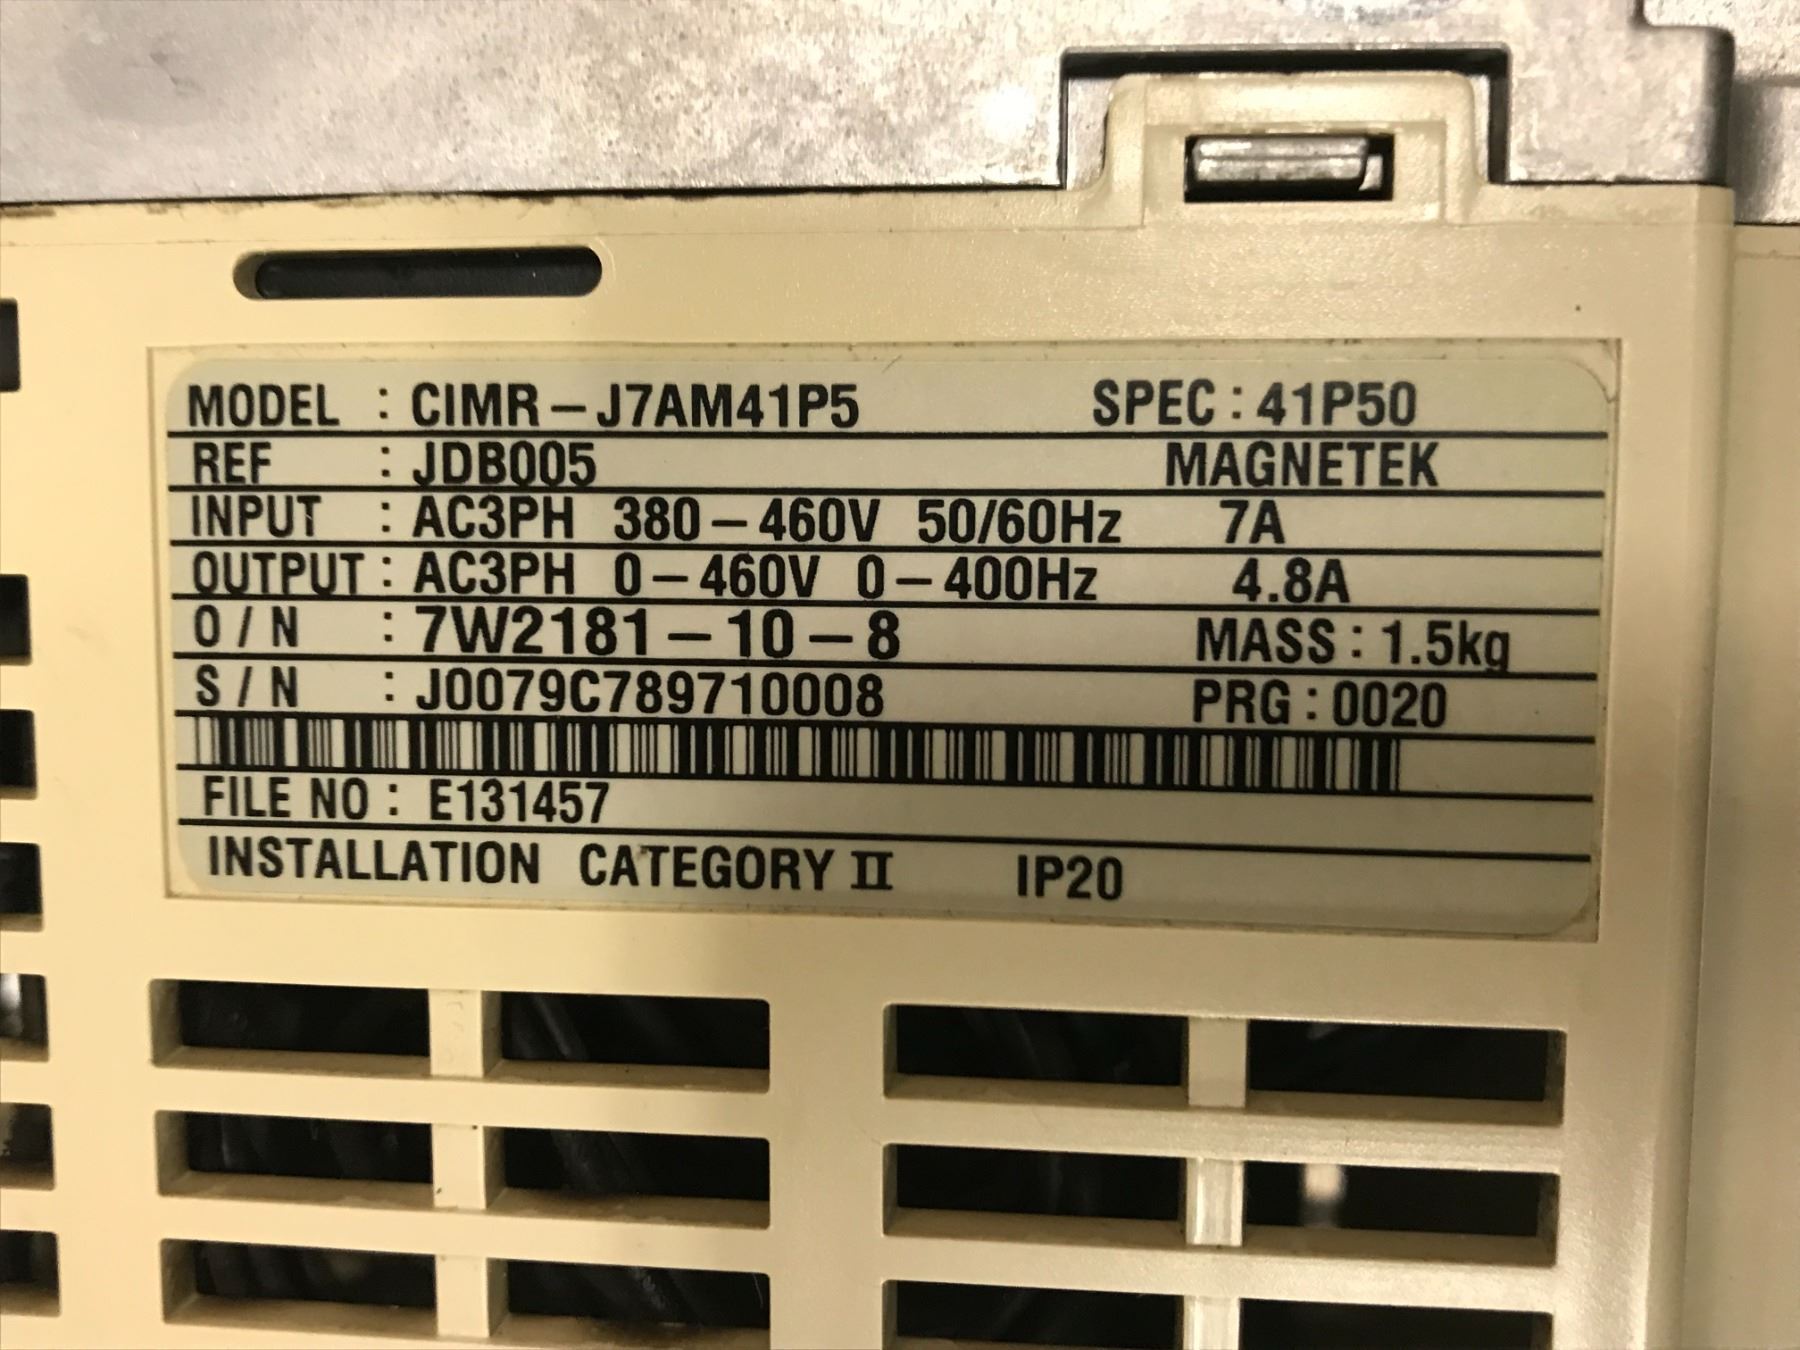 MODEL : CIMR-J7AM41P5 SPEC : 41P50
REF : JDB005 MAGNETEK
INPUT : AC3PH 380-460V 50/60Hz 7A
OUTPUT : AC3PH 0-460V 0-400Hz 4.8A
O/N : 7W2181-10-8 MASS : 1.5kg
S/N : J0079C789710008 PRG : 0020
FILE NO : E131457
INSTALLATION CATEGORY II IP20